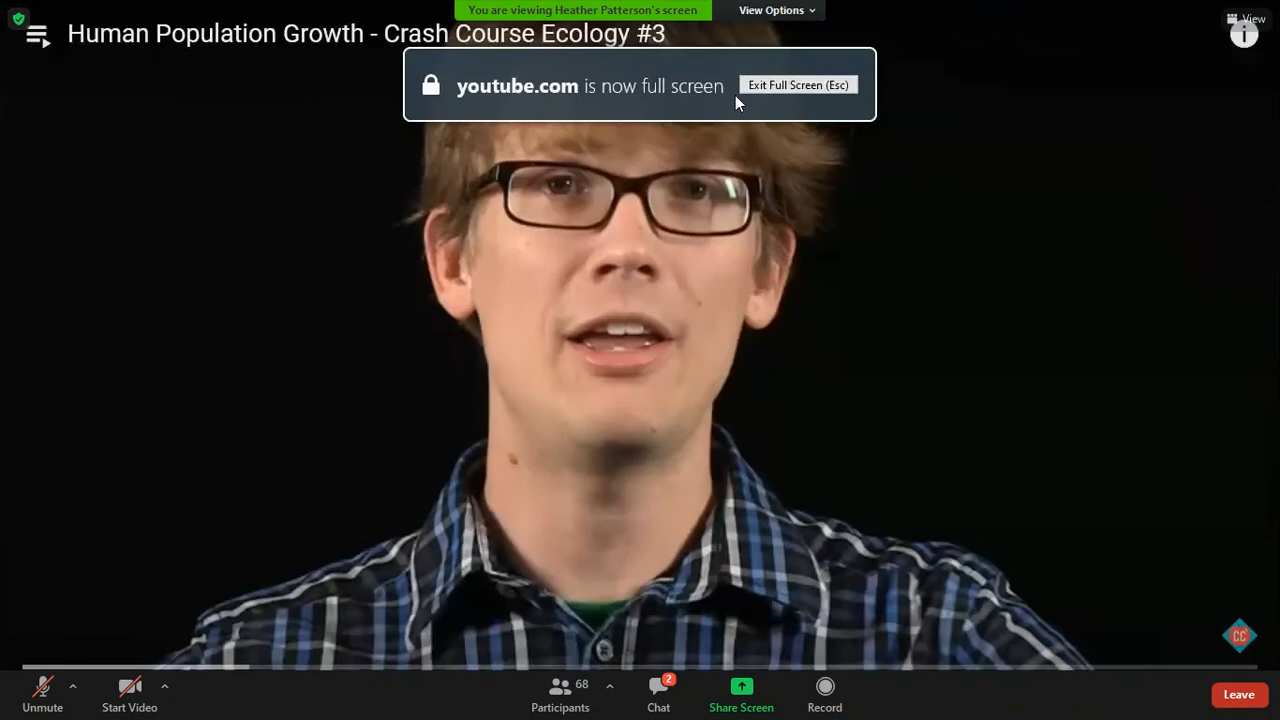 You are viewing Heather Patterson's screen
View Options
View
Human Population Growth - Crash Course Ecology #3
youtube.com is now full screen
Exit Full Screen (Esc)
CC
Unmute
Start Video
68
Participants
2
Chat
Share Screen
Record
Leave